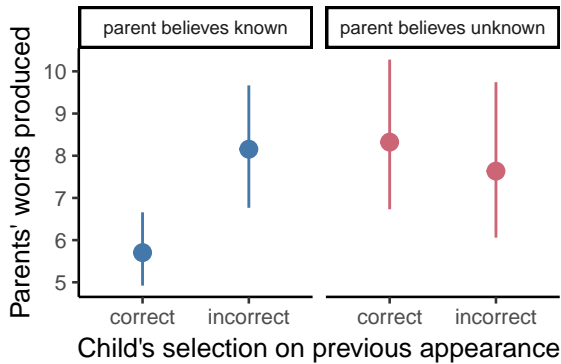 parent believes known
parent believes unknown
Parents' words produced
10
9
8
7
6
5
correct
incorrect
correct
incorrect
Child's selection on previous appearance